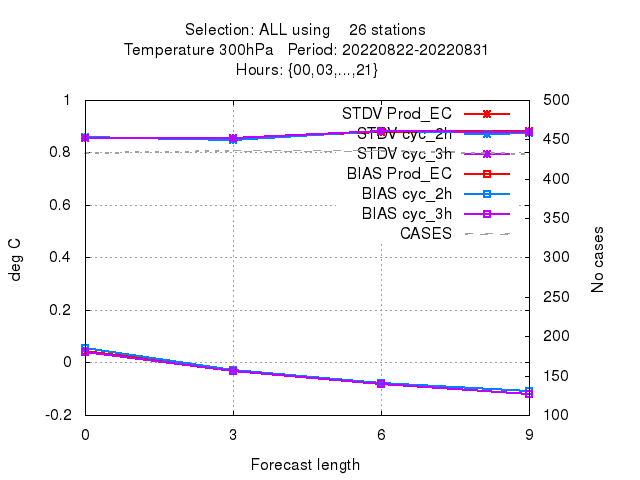 Selection: ALL using 26 stations
Temperature 300hPa Period: 20220822-20220831
Hours: {00,03,...,21}
1
0.8
0.6
0.4
0.2
0
-0.2
deg C
500
450
400
350
300
250
200
150
100
No cases
STDV Prod_EC
STDV cyc_2h
STDV cyc_3h
BIAS Prod_EC
BIAS cyc_2h
BIAS cyc_3h
CASES
0 3 6 9
Forecast length